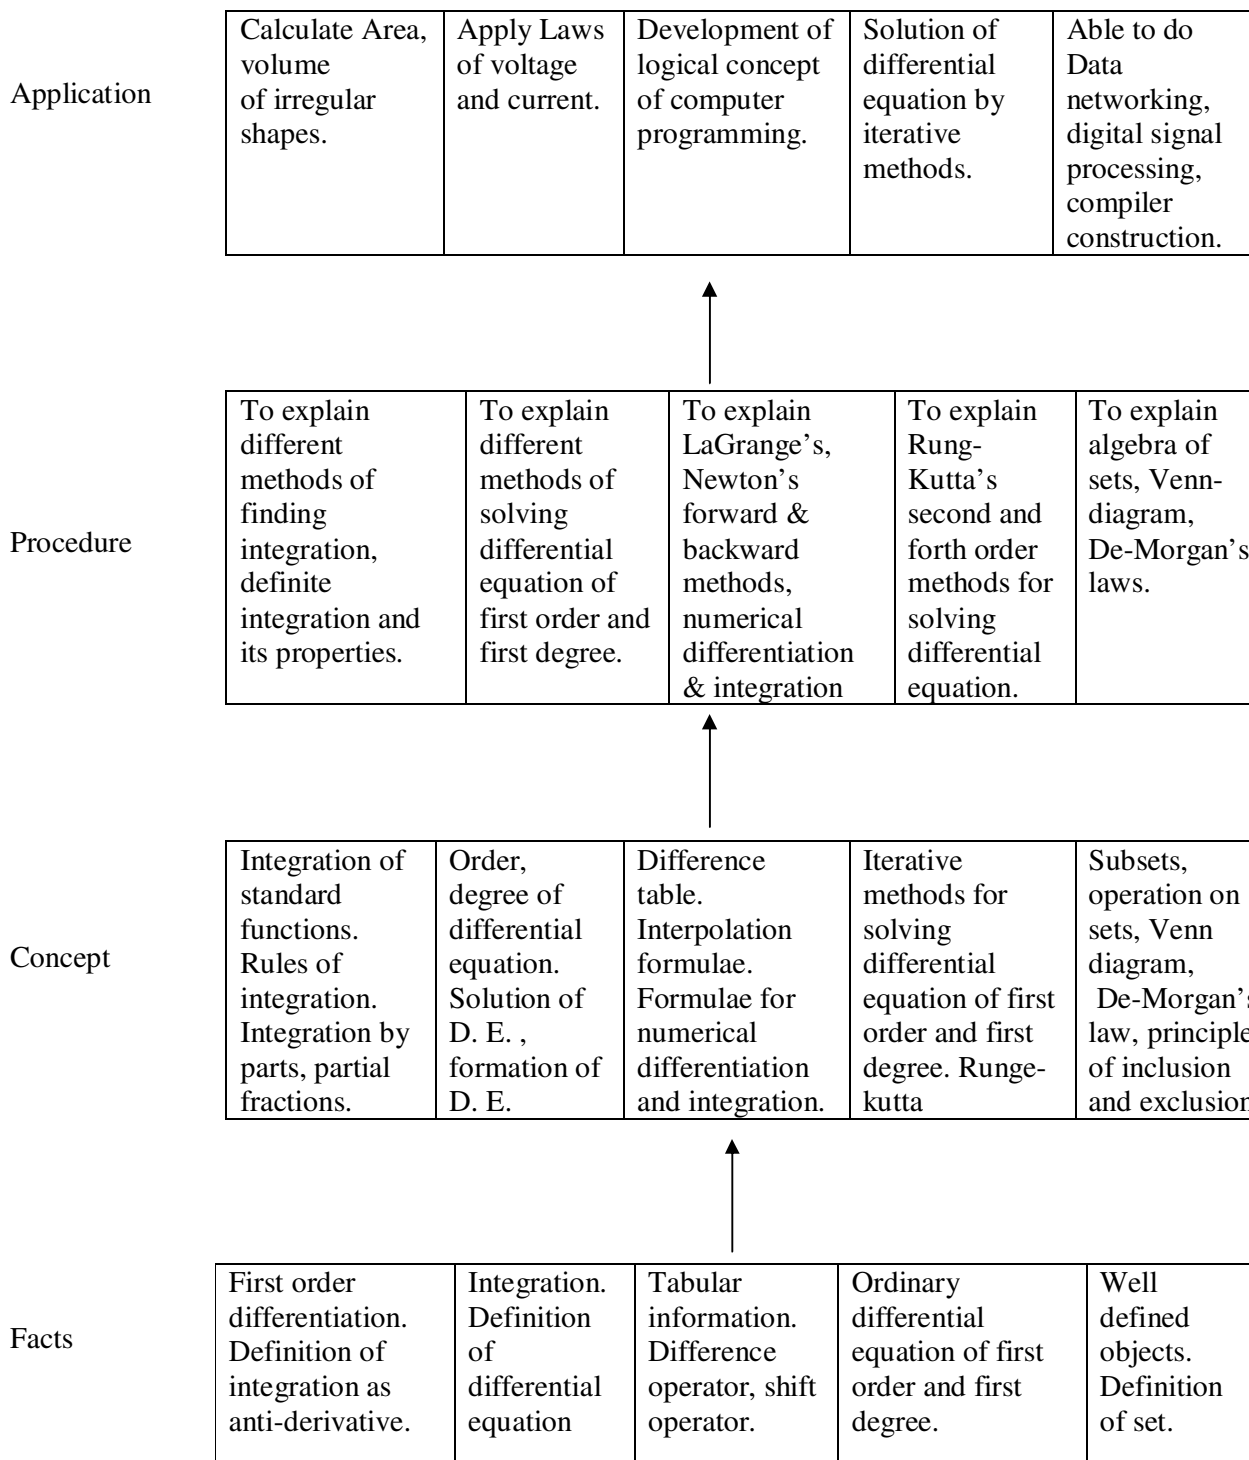 Application
Calculate Area,
volume
of irregular
shapes.
Apply Laws
of voltage
and current.
Development of
logical concept
of computer
programming.
Solution of
differential
equation by
iterative
methods.
Able to do
Data
networking,
digital signal
processing,
compiler
construction.
Procedure
To explain
different
methods of
finding
integration,
definite
integration and
its properties.
To explain
different
methods of
solving
differential
equation of
first order and
first degree.
To explain
LaGrange's,
Newton's
forward &
backward
methods,
numerical
differentiation
& integration
To explain
Rung-
Kutta's
second and
forth order
methods for
solving
differential
equation.
To explain
algebra of
sets, Venn-
diagram,
De-Morgan's
laws.
Concept
Integration of
standard
functions.
Rules of
integration.
Integration by
parts, partial
fractions.
Order,
degree of
differential
equation.
Solution of
D. E. ,
formation of
D. E.
Difference
table.
Interpolation
formulae.
Formulae for
numerical
differentiation
and integration.
Iterative
methods for
solving
differential
equation of first
order and first
degree. Runge-
kutta
Subsets,
operation on
sets, Venn
diagram,
De-Morgan's
law, principle
of inclusion
and exclusion
Facts
First order
differentiation.
Definition of
integration as
anti-derivative.
Integration.
Definition
of
differential
equation
Tabular
information.
Difference
operator, shift
operator.
Ordinary
differential
equation of first
order and first
degree.
Well
defined
objects.
Definition
of set.